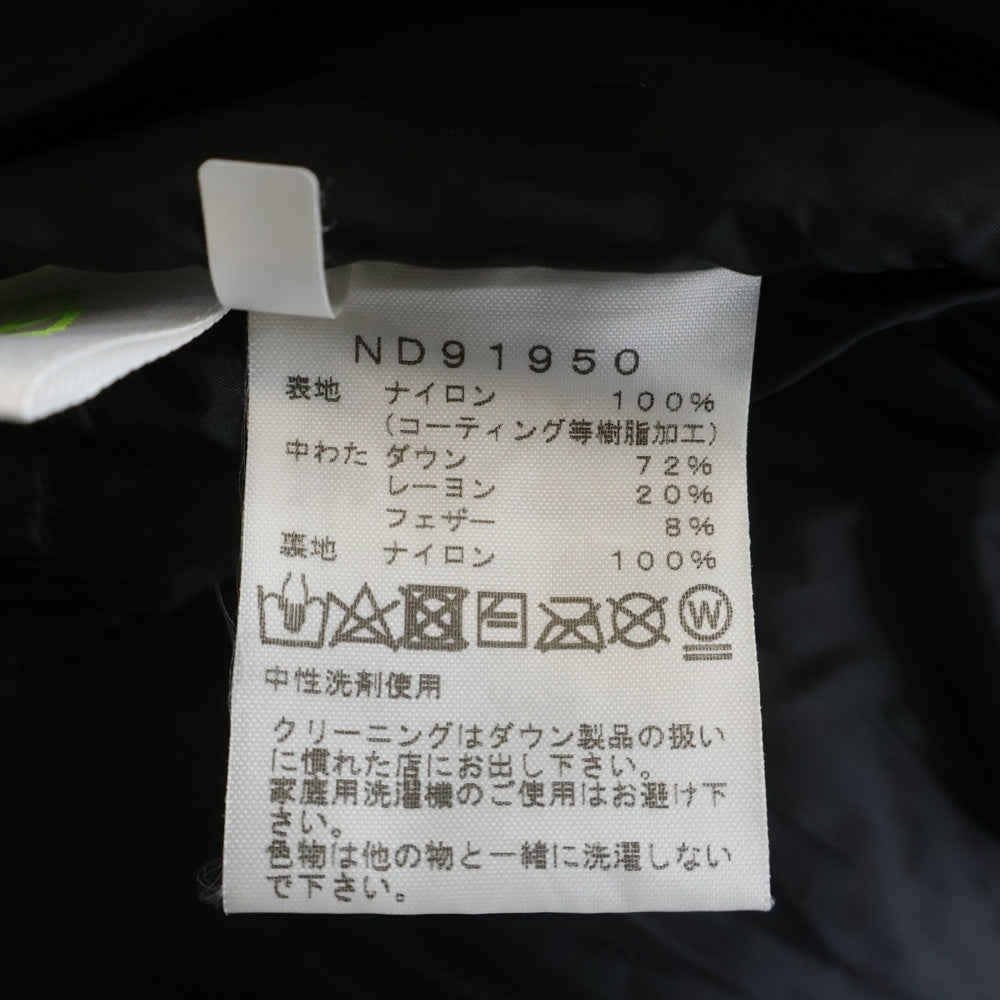 ND91950
表地 ナイロン 100%
(コーティング等樹脂加工)
中わた ダウン 72%
レーヨン 20%
フェザー 8%
裏地 ナイロン 100%
W
中性洗剤使用
クリーニングはダウン製品の扱い
に慣れた店にお出し下さい。
家庭用洗濯機のご使用はお避け下
さい。
色物は他の物と一緒に洗濯しない
で下さい。